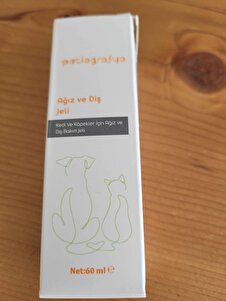 patiografya
Ağız ve Diş
Jeli
Kedi Ve Köpekler İçin Ağız ve
Diş Bakım Jeli
Net:60 ml ℮